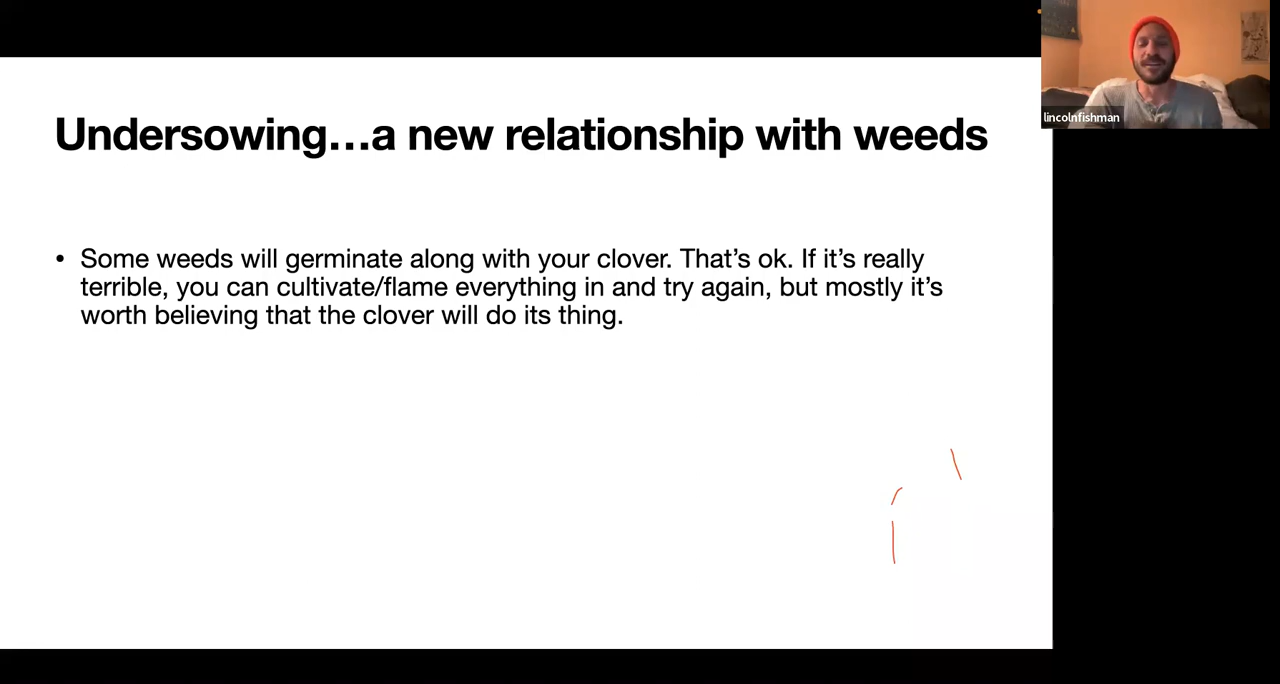 Undersowing…a new relationship with weeds
• Some weeds will germinate along with your clover. That’s ok. If it’s really
terrible, you can cultivate/flame everything in and try again, but mostly it’s
worth believing that the clover will do its thing.
lincolnfishman